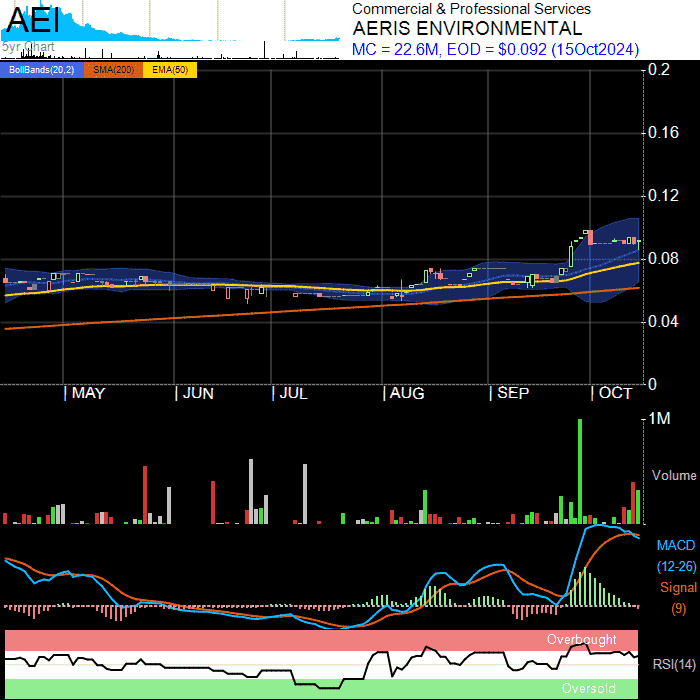 AEI
5yr Chart
Commercial & Professional Services
AERIS ENVIRONMENTAL
MC = 22.6M, EOD = $0.092 (15Oct2024)
BollBands(20,2) SMA(200) EMA(50)
0.2
0.16
0.12
0.08
0.04
0
| MAY | JUN | JUL | AUG | SEP | OCT
1M
Volume
MACD
(12-26)
Signal
(9)
Overbought
RSI(14)
Oversold